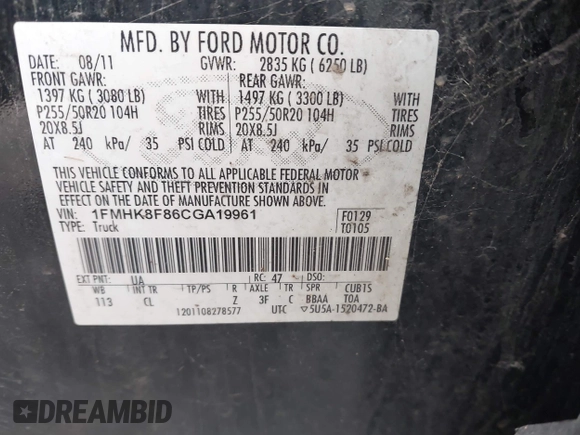 MFD. BY FORD MOTOR CO.
DATE: 08/11 GVWR: 2835 KG ( 6250 LB)
FRONT GAWR: REAR GAWR:
1397 KG ( 3080 LB) WITH 1497 KG ( 3300 LB) WITH
P255/50R20 104H TIRES P255/50R20 104H TIRES
20X8.5J RIMS 20X8.5J RIMS
AT 240 kPa/ 35 PSI COLD AT 240 kPa/ 35 PSI COLD
THIS VEHICLE CONFORMS TO ALL APPLICABLE FEDERAL MOTOR
VEHICLE SAFETY AND THEFT PREVENTION STANDARDS IN
EFFECT ON THE DATE OF MANUFACTURE SHOWN ABOVE.
VIN: 1FMHK8F86CGA19961 F0129
TYPE: Truck T0105
EXT PNT: UA RC: 47 DSO:
WB INT TR TP/PS R AXLE TR SPR CUB1S
113 CL Z 3F C BBAA TOA
1201108278577 UTC ▽5U5A-1520472-BA
DREAMBID